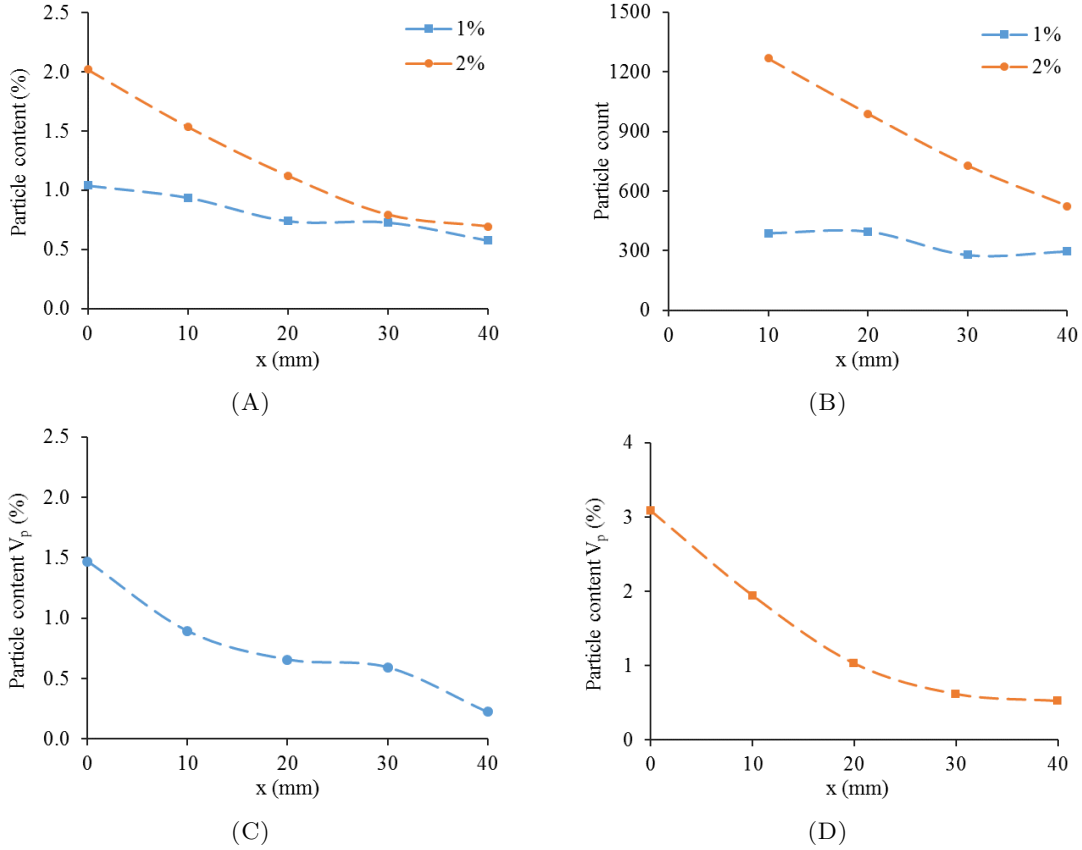 2.5
2.0
1.5
1.0
0.5
0.0
Particle content (%)
1%
2%
0 10 20 30 40
x (mm)
(A)
1500
1200
900
600
300
0
Particle count
1%
2%
0 10 20 30 40
x (mm)
(B)
2.5
2.0
1.5
1.0
0.5
0.0
Particle content Vp (%)
0 10 20 30 40
x (mm)
(C)
4
3
2
1
0
Particle content Vp (%)
0 10 20 30 40
x (mm)
(D)